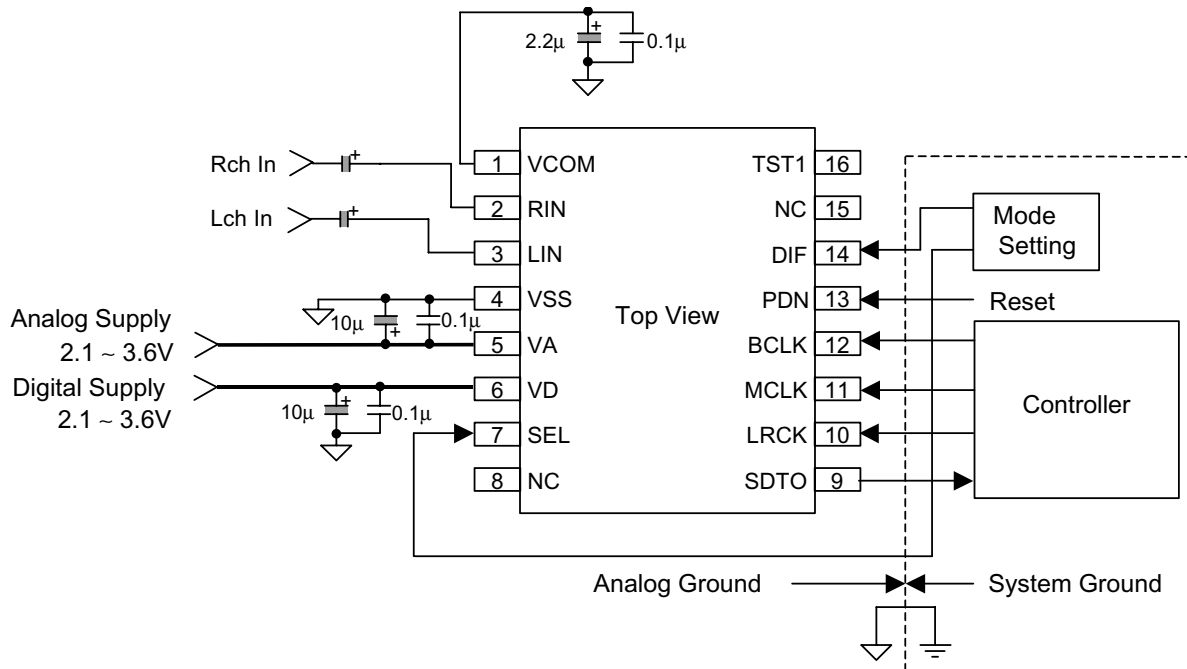 2.2μ
+
0.1μ
Rch In
+
Lch In
+
1 VCOM
2 RIN
3 LIN
4 VSS
5 VA
6 VD
7 SEL
8 NC
Top View
TST1 16
NC 15
DIF 14
PDN 13
BCLK 12
MCLK 11
LRCK 10
SDTO 9
Analog Supply
2.1 ~ 3.6V
10μ
+
0.1μ
Digital Supply
2.1 ~ 3.6V
10μ
+
0.1μ
Mode
Setting
Reset
Controller
Analog Ground
System Ground